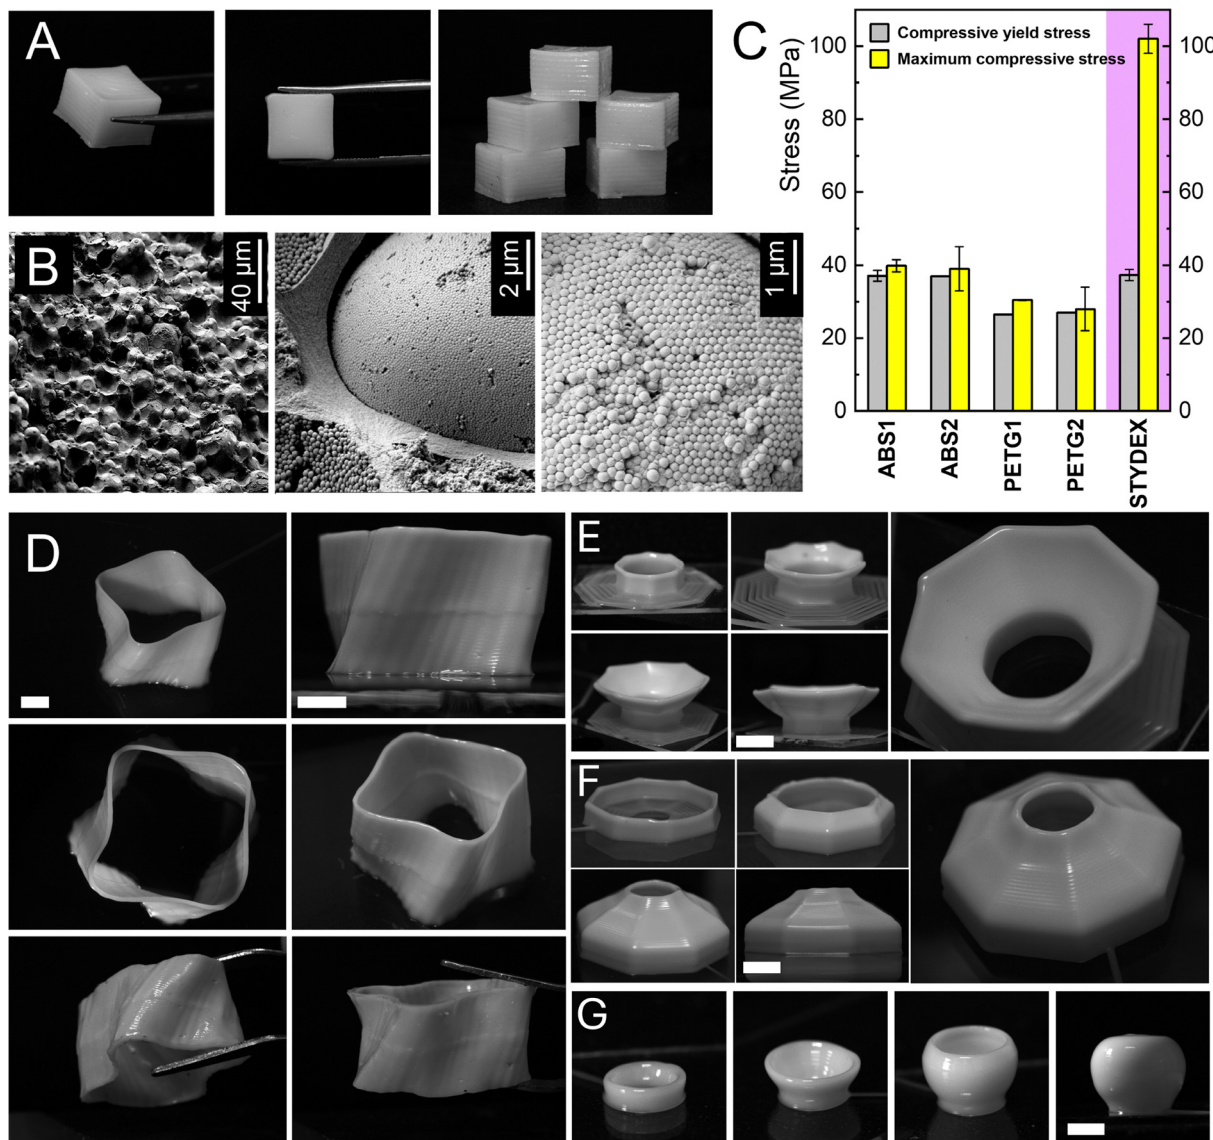 A
B
40 µm
2 µm
1 µm
C
Compressive yield stress
Maximum compressive stress
Stress (MPa)
100
80
60
40
20
0
100
80
60
40
20
0
ABS1
ABS2
PETG1
PETG2
STYDEX
D
E
F
G